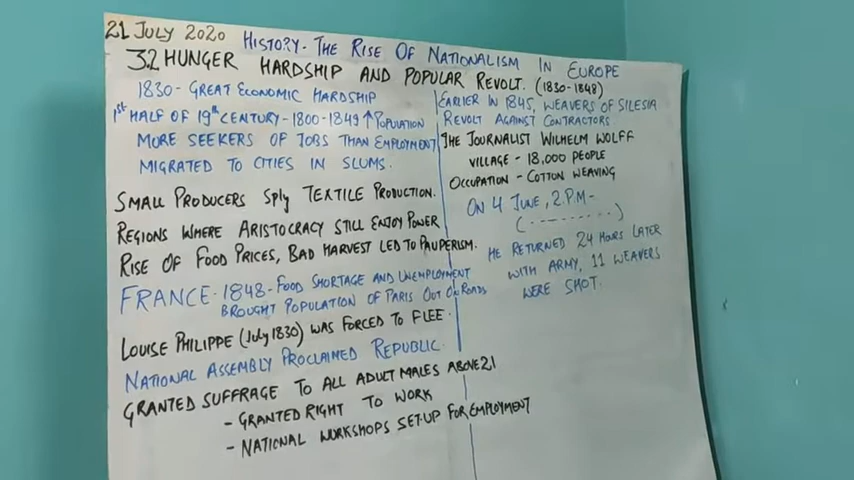 21 July 2020 HISTORY- THE RISE OF NATIONALISM IN EUROPE
3.2 HUNGER HARDSHIP AND POPULAR REVOLT. (1830-1848)
1830- GREAT ECONOMIC HARDSHIP
1st HALF OF 19th CENTURY-1800-1849 ↑ POPULATION
MORE SEEKERS OF JOBS THAN EMPLOYMENT
MIGRATED TO CITIES IN SLUMS.
SMALL PRODUCERS Sply TEXTILE PRODUCTION.
REGIONS WHERE ARISTOCRACY STILL ENJOY POWER
RISE OF FOOD PRICES, BAD HARVEST LED TO PAUPERISM.
FRANCE- 1848- FOOD SHORTAGE AND UNEMPLOYMENT
BROUGHT POPULATION OF PARIS OUT ON ROADS
LOUISE PHILIPPE (July 1830) WAS FORCED TO FLEE.
NATIONAL ASSEMBLY PROCLAIMED REPUBLIC.
GRANTED SUFFRAGE TO ALL ADULT MALES ABOVE 21
- GRANTED RIGHT TO WORK
- NATIONAL WORKSHOPS SET-UP FOR EMPLOYMENT
EARLIER IN 1845, WEAVERS OF SILESIA
REVOLT AGAINST CONTRACTORS
THE JOURNALIST WILHELM WOLFF
VILLAGE - 18,000 PEOPLE
OCCUPATION - COTTON WEAVING
ON 4 JUNE, 2 P.M-
(- - - - - - - -)
HE RETURNED 24 HOURS LATER
WITH ARMY, 11 WEAVERS
WERE SHOT.